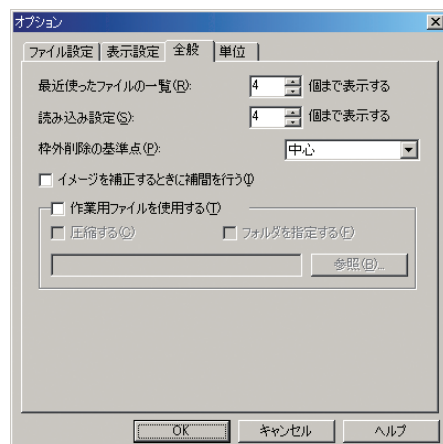 オプション
ファイル設定 表示設定 全般 単位
最近使ったファイルの一覧(R): 4 個まで表示する
読み込み設定(S): 4 個まで表示する
枠外削除の基準点(P): 中心
イメージを補正するときに補間を行う(I)
作業用ファイルを使用する(T)
圧縮する(C) フォルダを指定する(F)
参照(B)...
OK キャンセル ヘルプ